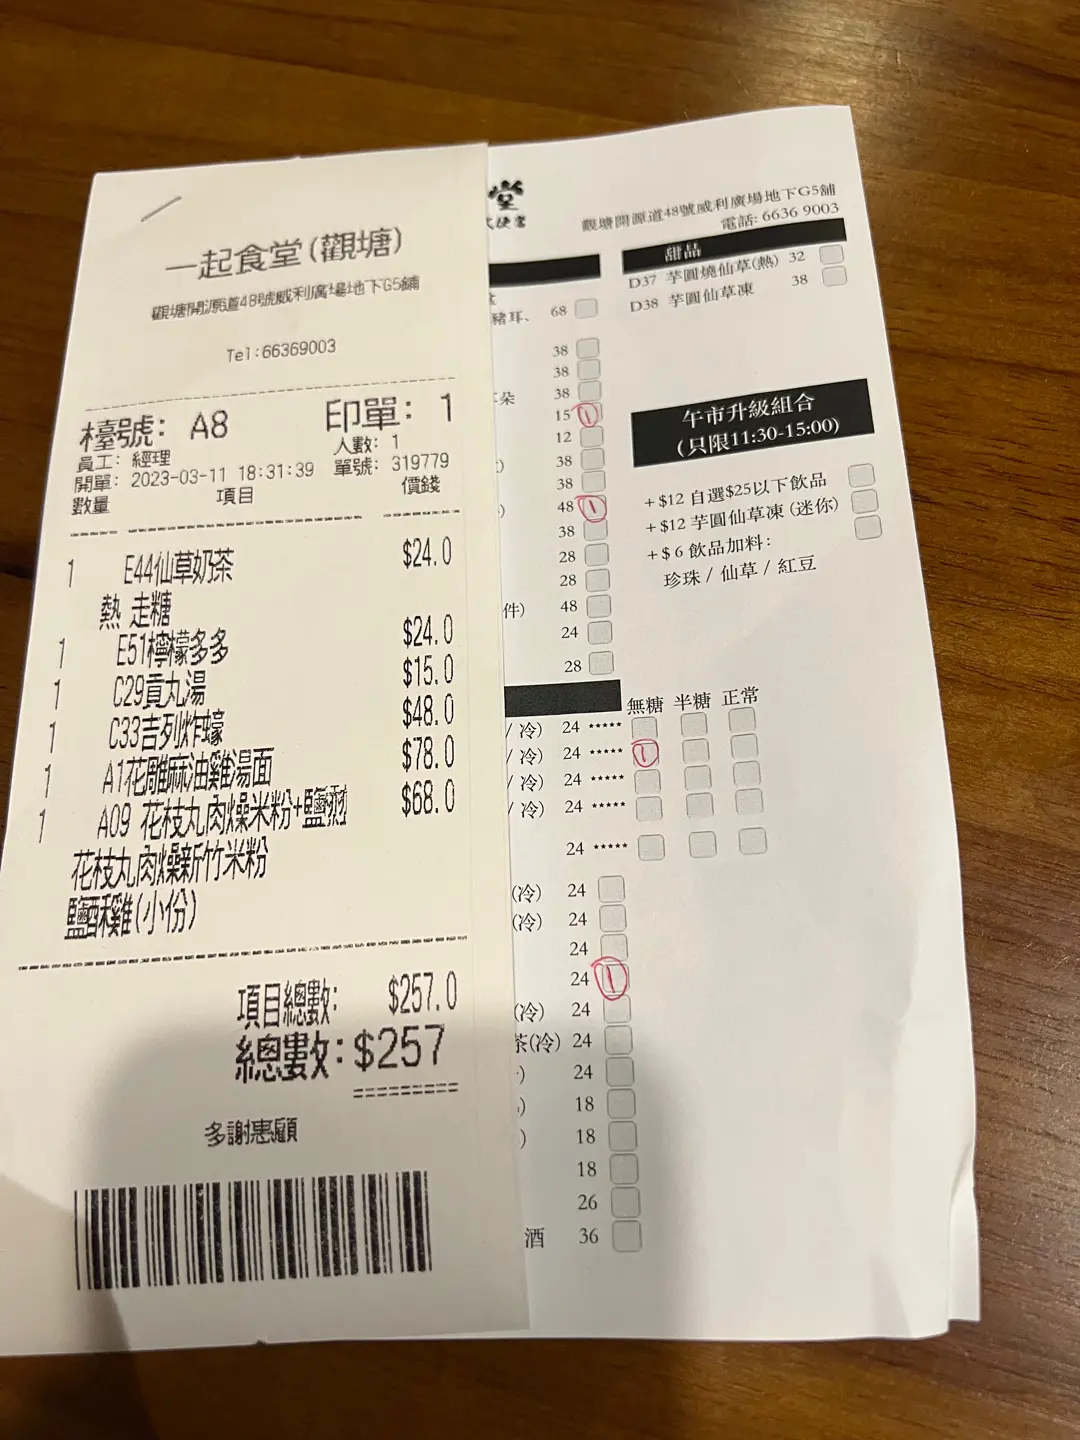 一起食堂(觀塘)
觀塘開源道48號威利廣場地下G5舖
Tel:66369003
檯號: A8 印單: 1
員工: 經理 人數: 1
開單: 2023-03-11 18:31:39 單號: 319779
數量 項目 價錢
1 E44仙草奶茶 $24.0
熱 走糖
1 E51檸檬多多 $24.0
1 C29貢丸湯 $15.0
1 C33吉列炸蠔 $48.0
1 A17花雕麻油雞湯面 $78.0
1 A09 花枝丸肉燥米粉+鹽 $68.0
花枝丸肉燥新竹米粉
鹽酥雞(小份)
項目總數: $257.0
總數: $257
=========
多謝惠顧
堂
觀塘開源道48號威利廣場地下G5舖
電話: 6636 9003
甜品
D37 芋圓燒仙草(熱) 32
D38 芋圓仙草凍 38
午市升級組合
(只限11:30-15:00)
+$12 自選$25以下飲品
+$12 芋圓仙草凍 (迷你)
+$ 6 飲品加料:
珍珠 / 仙草 / 紅豆
豬耳、 68
38
38
朵 38
15 1
12
) 38
38
) 48 1
38
28
28
件) 48
24
28
無糖 半糖 正常
/ 冷) 24 *****
/ 冷) 24 ***** 1
/ 冷) 24 *****
/ 冷) 24 *****
24 *****
(冷) 24
(冷) 24
24
24 1
(冷) 24
茶(冷) 24
) 24
) 18
) 18
18
26
酒 36